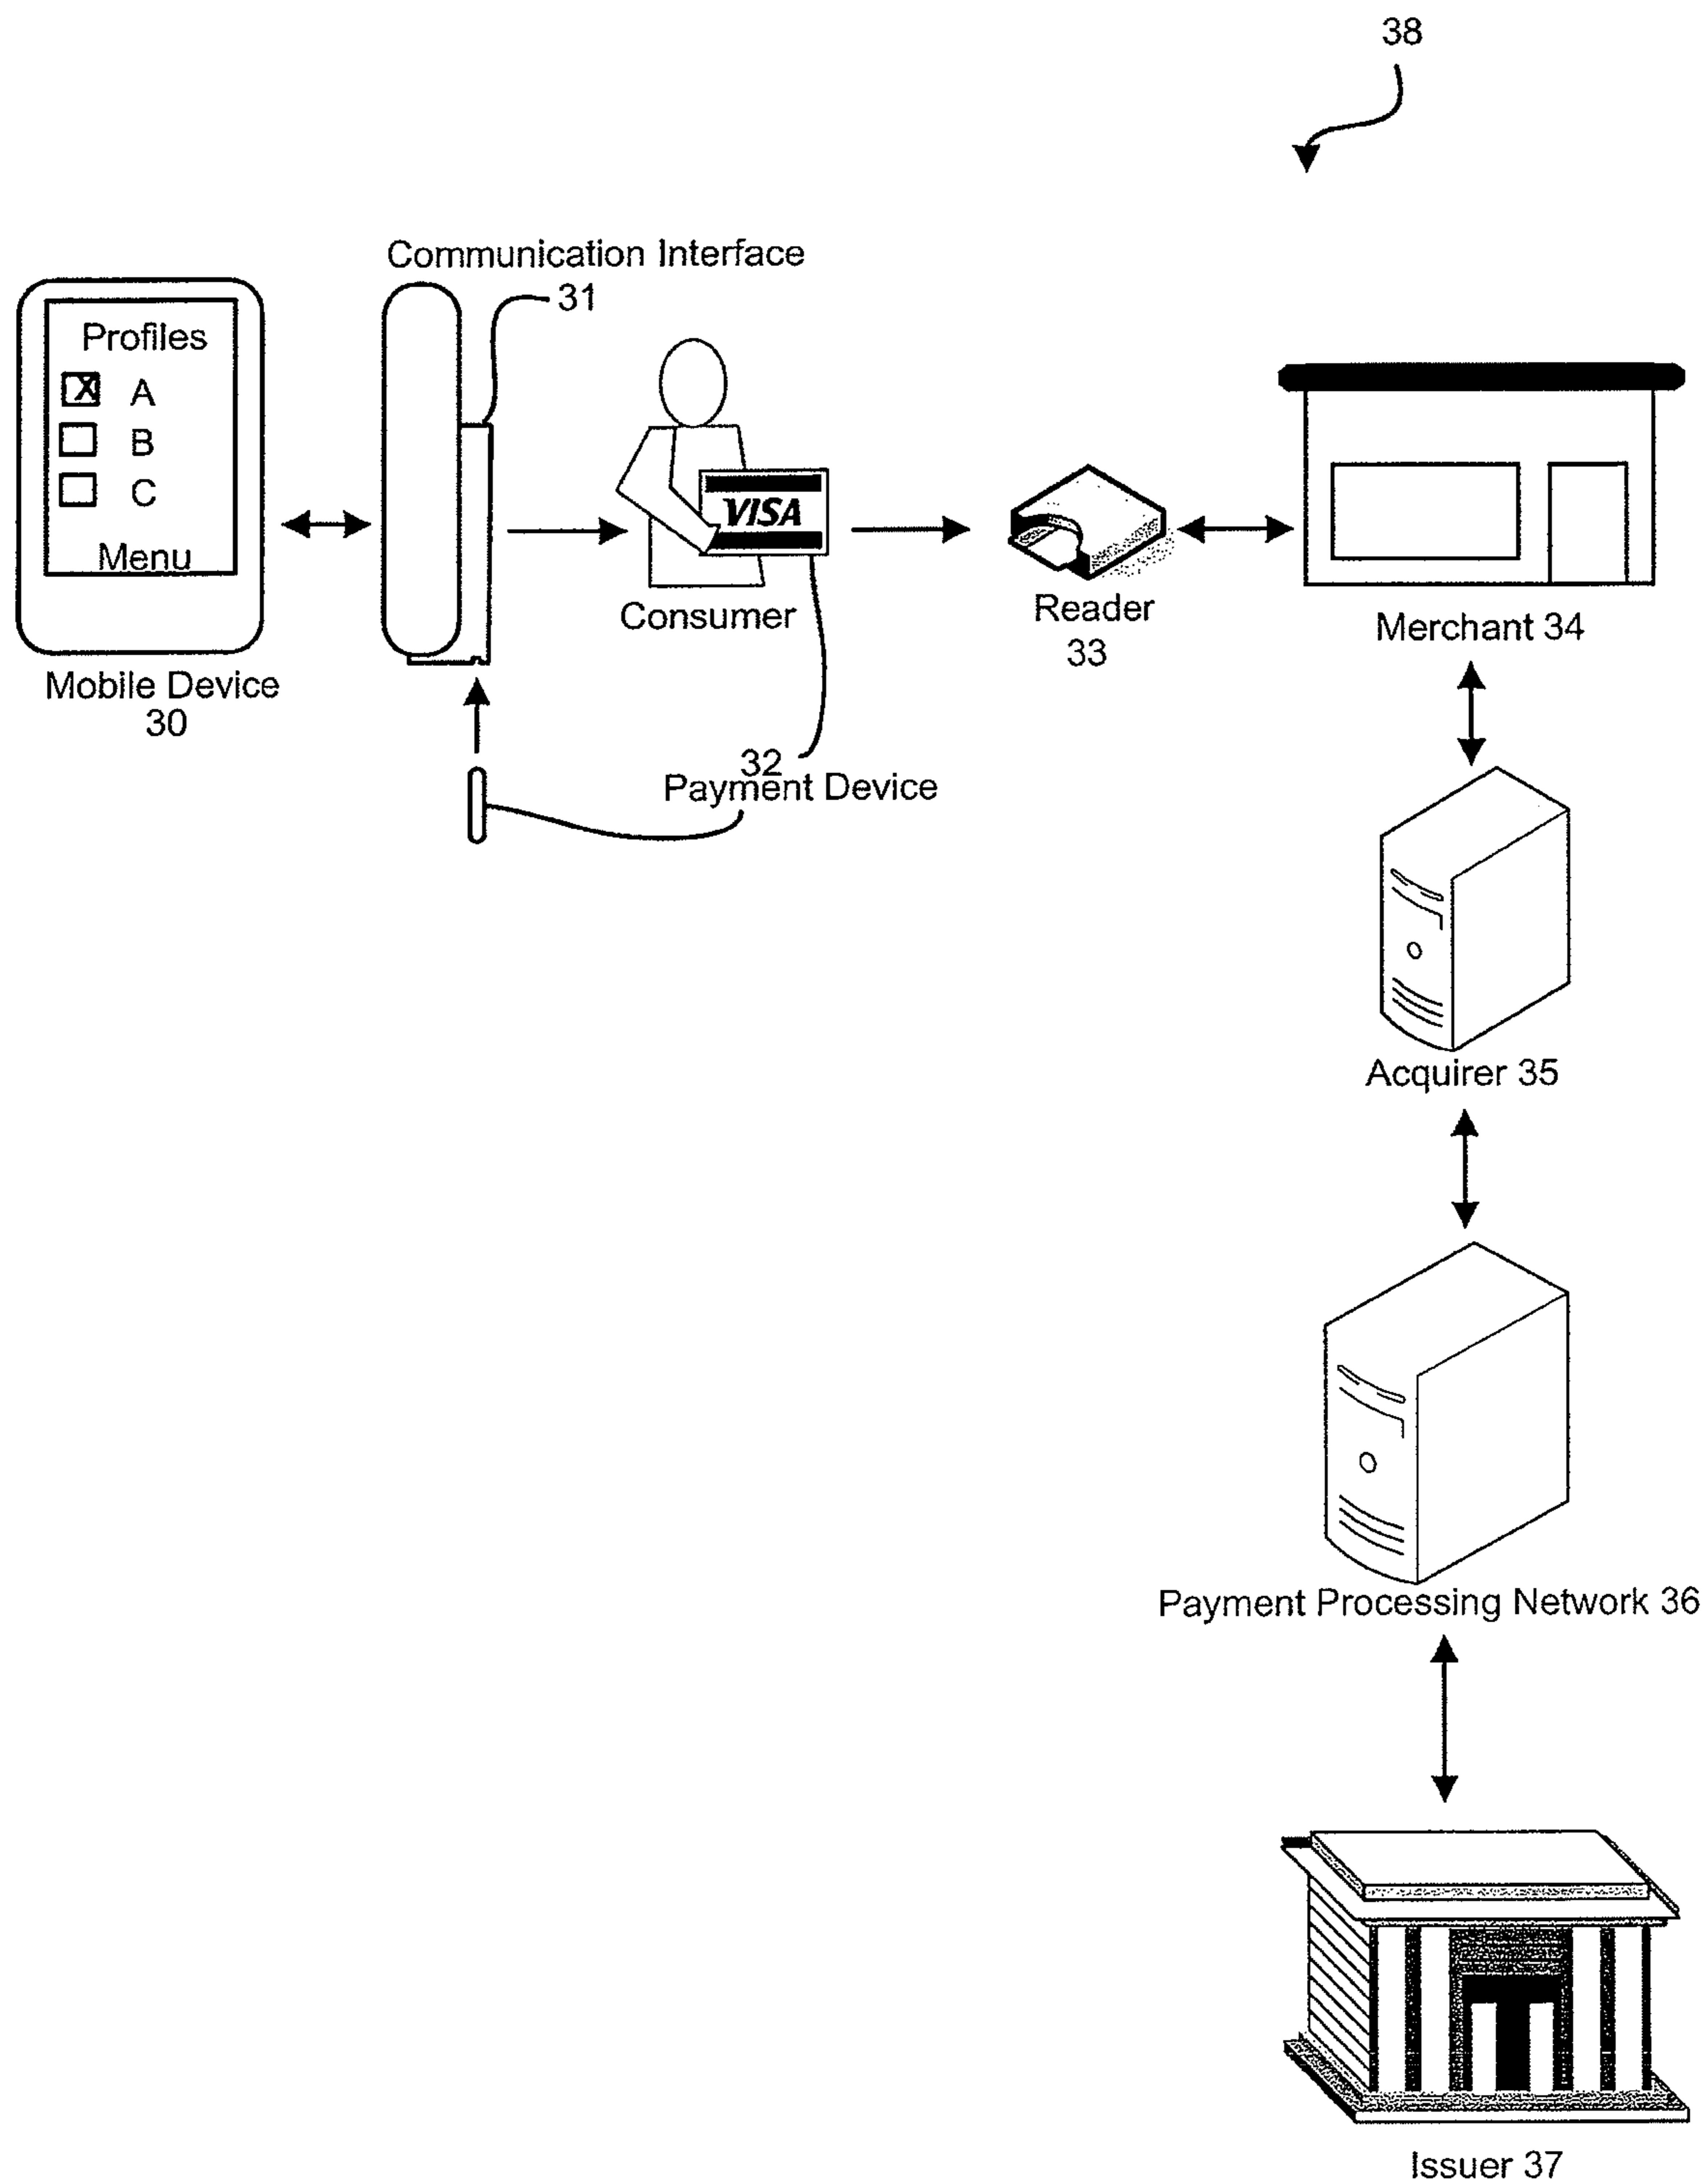 38
Communication Interface
31
Profiles
X A
B
C
Menu
VISA
Mobile Device
30
Consumer
Reader
33
Merchant 34
32
Payment Device
Acquirer 35
Payment Processing Network 36
Issuer 37